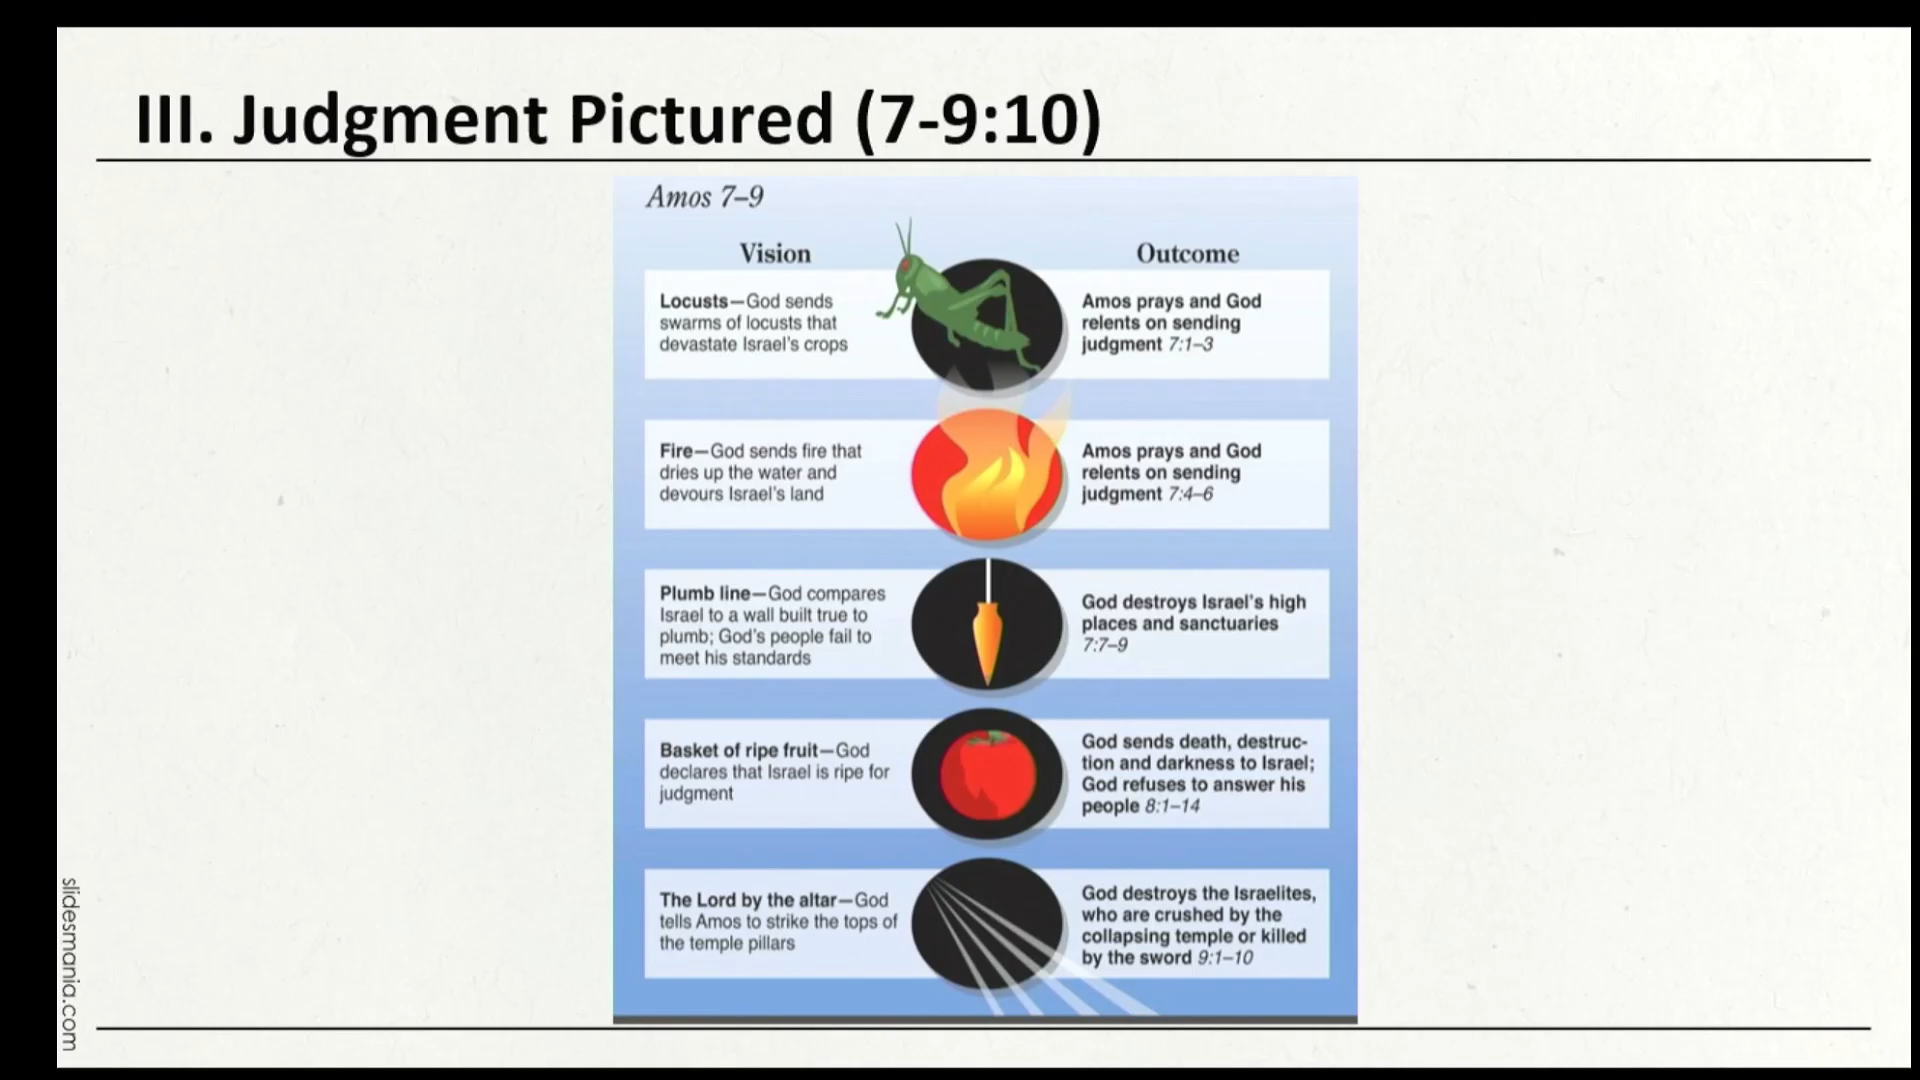 III. Judgment Pictured (7-9:10)
Amos 7–9
Vision
Outcome
Locusts—God sends
swarms of locusts that
devastate Israel's crops
Amos prays and God
relents on sending
judgment 7:1–3
Fire—God sends fire that
dries up the water and
devours Israel's land
Amos prays and God
relents on sending
judgment 7:4–6
Plumb line—God compares
Israel to a wall built true to
plumb; God's people fail to
meet his standards
God destroys Israel's high
places and sanctuaries
7:7–9
Basket of ripe fruit—God
declares that Israel is ripe for
judgment
God sends death, destruc-
tion and darkness to Israel;
God refuses to answer his
people 8:1–14
The Lord by the altar—God
tells Amos to strike the tops of
the temple pillars
God destroys the Israelites,
who are crushed by the
collapsing temple or killed
by the sword 9:1–10
slidesmania.com